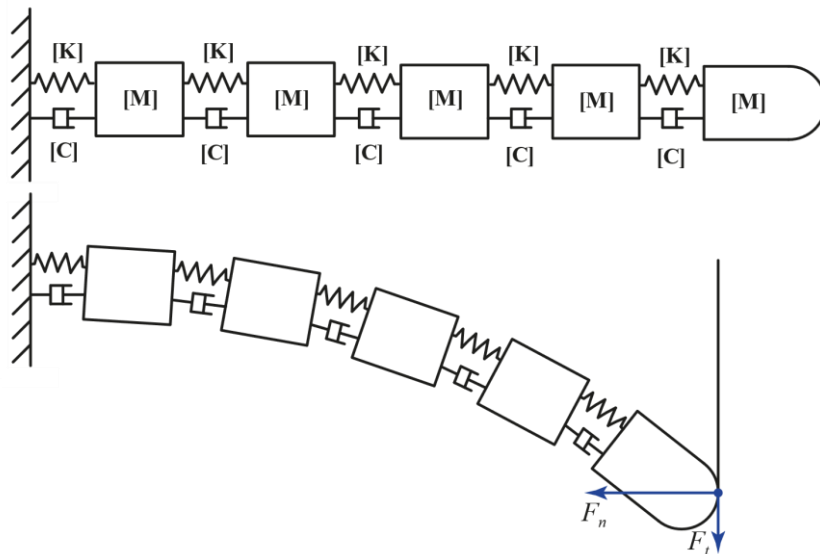 [K] [K] [K] [K] [K]
[M] [M] [M] [M] [M]
[C] [C] [C] [C] [C]
F_n
F_t